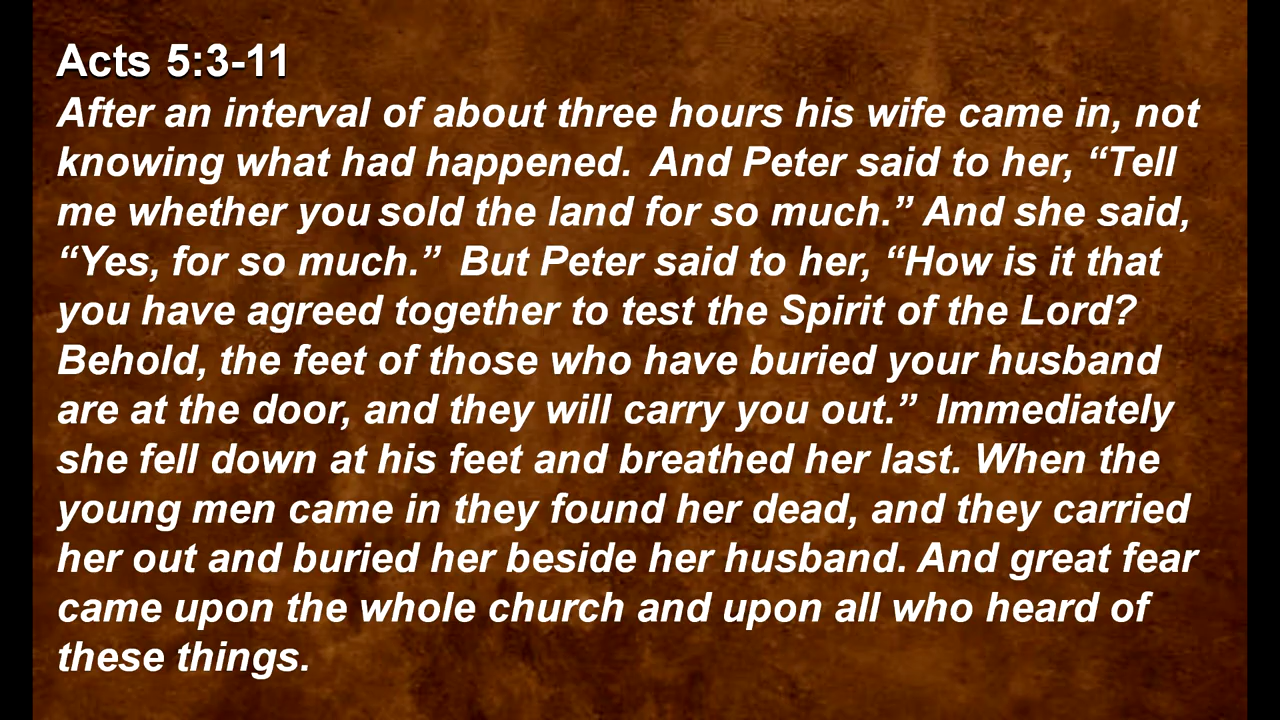 Acts 5:3-11
After an interval of about three hours his wife came in, not
knowing what had happened. And Peter said to her, “Tell
me whether you sold the land for so much.” And she said,
“Yes, for so much.” But Peter said to her, “How is it that
you have agreed together to test the Spirit of the Lord?
Behold, the feet of those who have buried your husband
are at the door, and they will carry you out.” Immediately
she fell down at his feet and breathed her last. When the
young men came in they found her dead, and they carried
her out and buried her beside her husband. And great fear
came upon the whole church and upon all who heard of
these things.